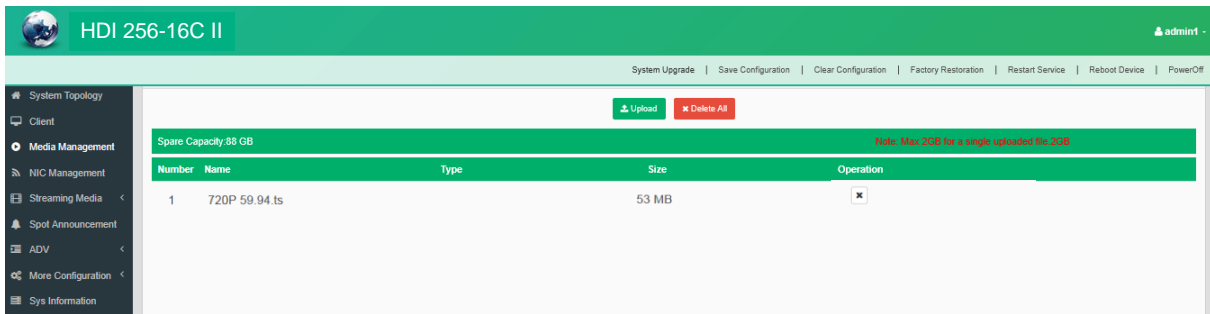 HDI 256-16C II
admin1
System Upgrade | Save Configuration | Clear Configuration | Factory Restoration | Restart Service | Reboot Device | PowerOff
System Topology
Client
Media Management
NIC Management
Streaming Media
Spot Announcement
ADV
More Configuration
Sys Information
Upload Delete All
Spare Capacity:88 GB Note: Max 2GB for a single uploaded file.2GB
Number Name Type Size Operation
1 720P 59.94.ts 53 MB